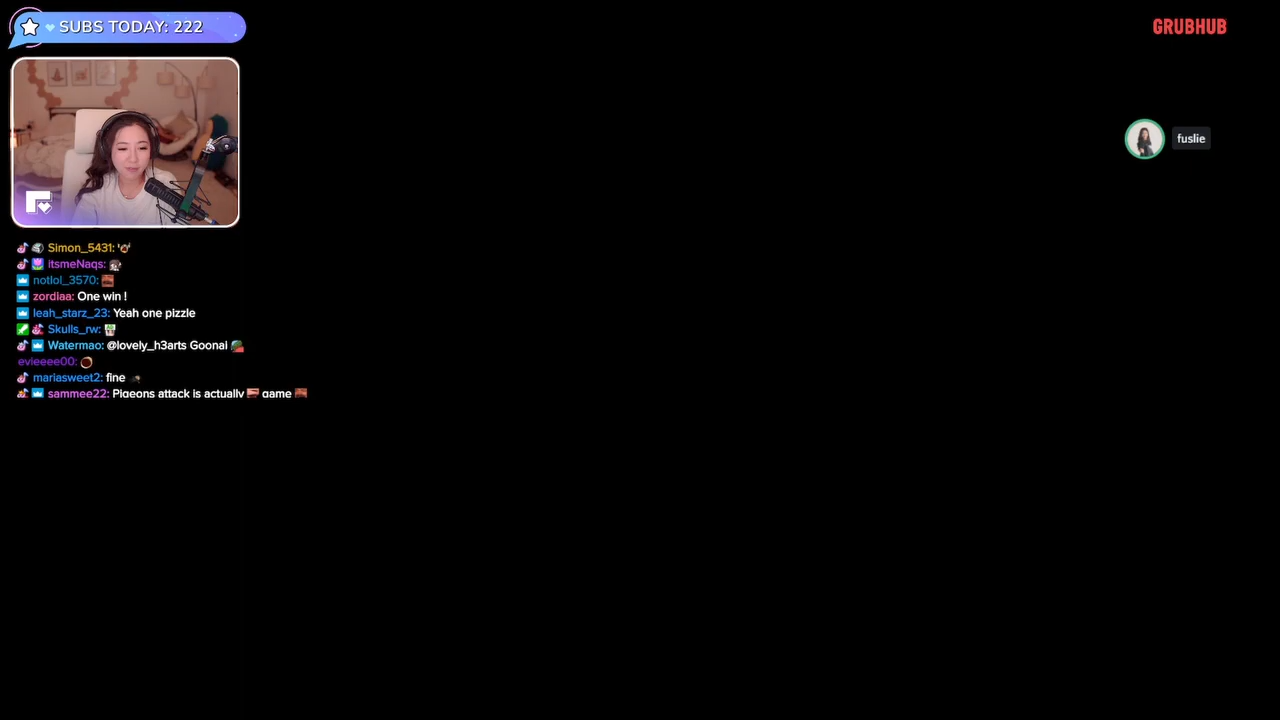 SUBS TODAY: 222
GRUBHUB
fuslie
Simon_5431:
itsmeNaqs:
notlol_3570:
zordiaa: One win !
leah_starz_23: Yeah one pizzle
Skulls_rw:
Watermao: @lovely_h3arts Goonai
evieeee00:
mariasweet2: fine
sammee22: Pigeons attack is actually game